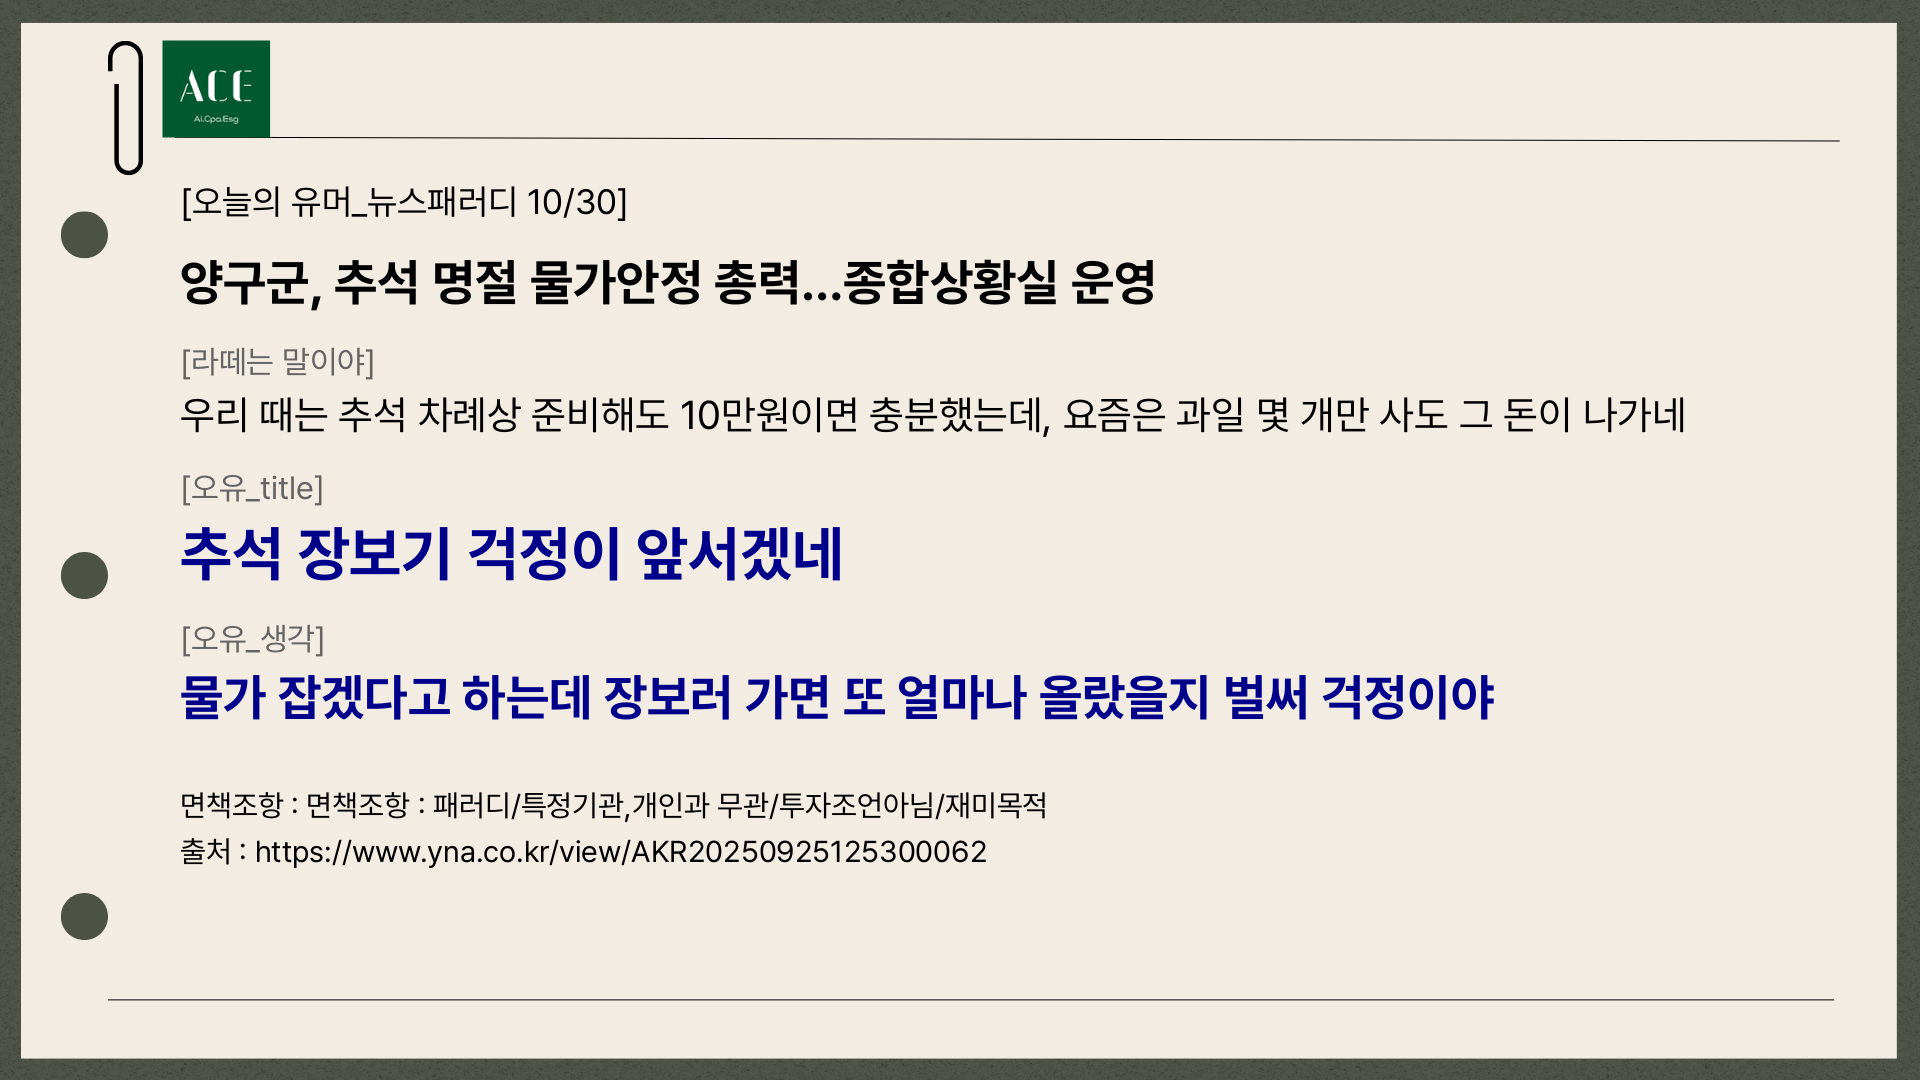 ACE
Ai.Cpa.Esg
[오늘의 유머_뉴스패러디 10/30]
양구군, 추석 명절 물가안정 총력...종합상황실 운영
[라떼는 말이야]
우리 때는 추석 차례상 준비해도 10만원이면 충분했는데, 요즘은 과일 몇 개만 사도 그 돈이 나가네
[오유_title]
추석 장보기 걱정이 앞서겠네
[오유_생각]
물가 잡겠다고 하는데 장보러 가면 또 얼마나 올랐을지 벌써 걱정이야
면책조항 : 면책조항 : 패러디/특정기관,개인과 무관/투자조언아님/재미목적
출처 : https://www.yna.co.kr/view/AKR20250925125300062